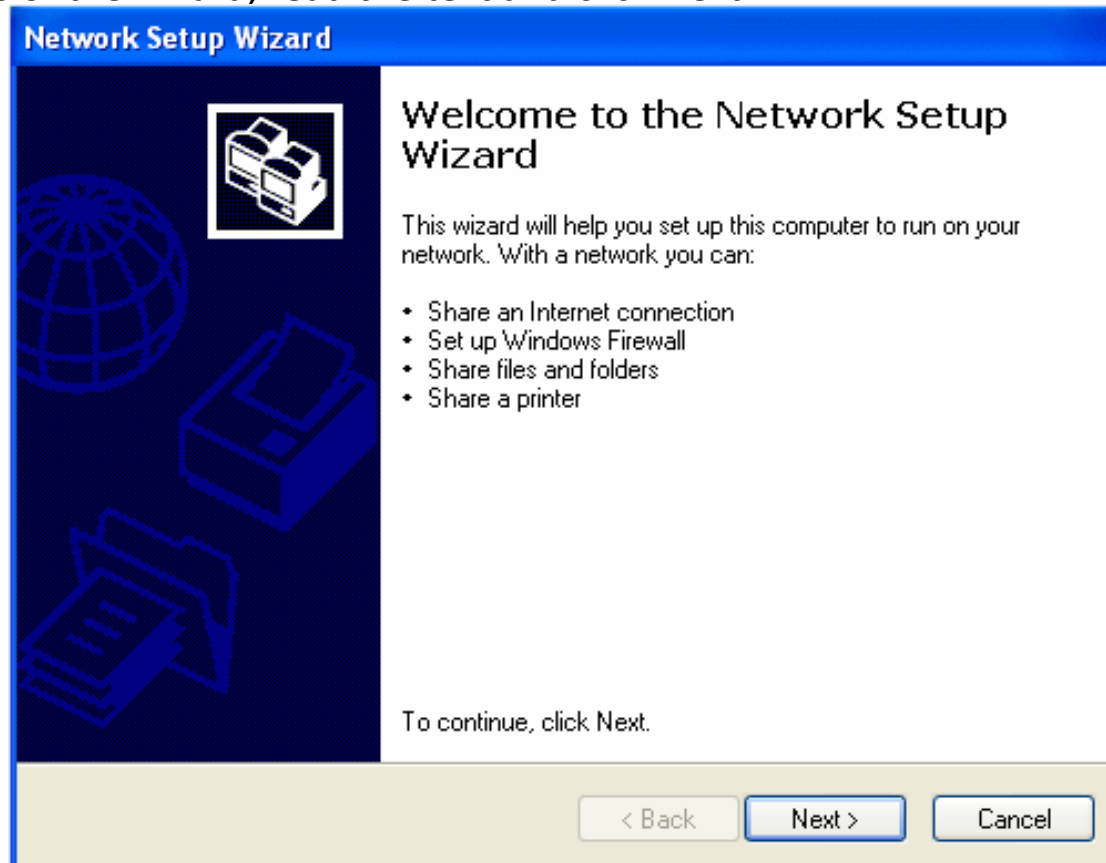 Network Setup Wizard
Welcome to the Network Setup
Wizard
This wizard will help you set up this computer to run on your
network. With a network you can:
• Share an Internet connection
• Set up Windows Firewall
• Share files and folders
• Share a printer
To continue, click Next.
< Back Next > Cancel